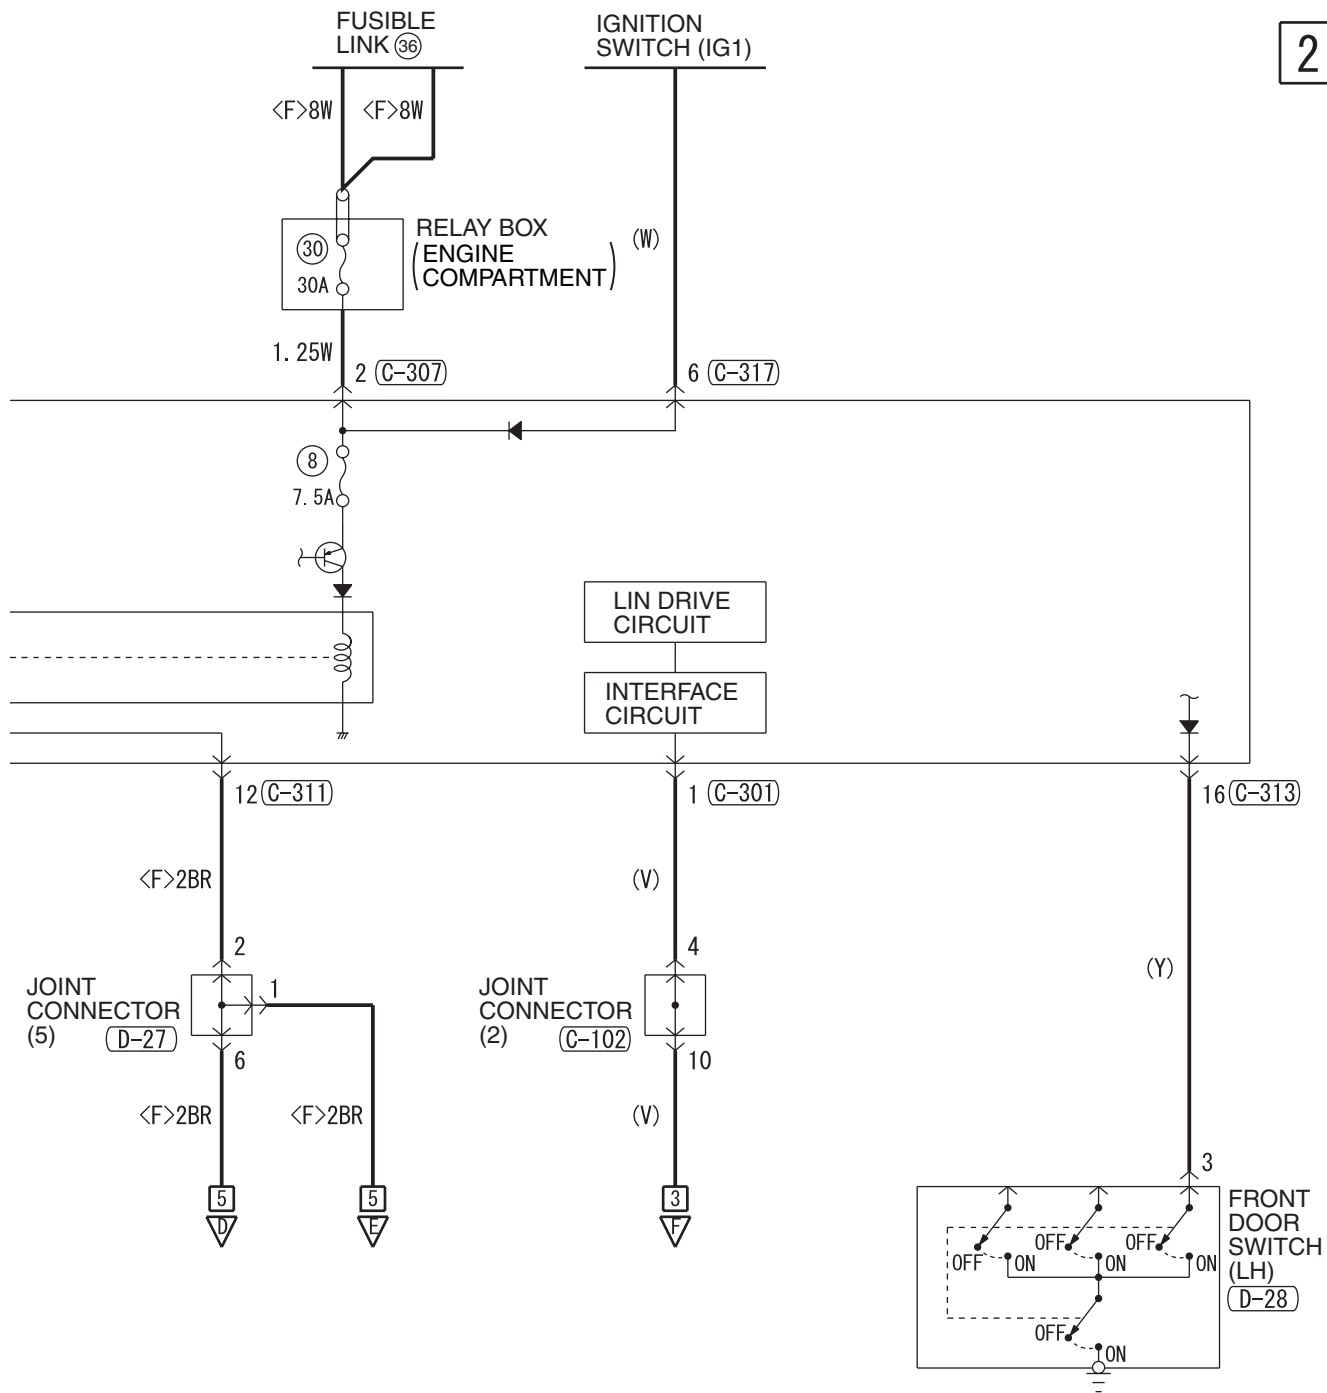 FUSIBLE
LINK 36
IGNITION
SWITCH (IG1)
2
<F>8W
<F>8W
RELAY BOX
(ENGINE
COMPARTMENT)
(W)
30
30A
1. 25W
2 C-307
6 C-317
8
7. 5A
LIN DRIVE
CIRCUIT
INTERFACE
CIRCUIT
12 C-311
1 C-301
16 C-313
<F>2BR
(V)
2
4
(Y)
JOINT
CONNECTOR
(5) D-27
1
JOINT
CONNECTOR
(2) C-102
6
10
<F>2BR
<F>2BR
(V)
3
5
D
5
E
3
F
FRONT
DOOR
SWITCH
(LH)
D-28
OFF
ON
OFF
ON
OFF
ON
OFF
ON